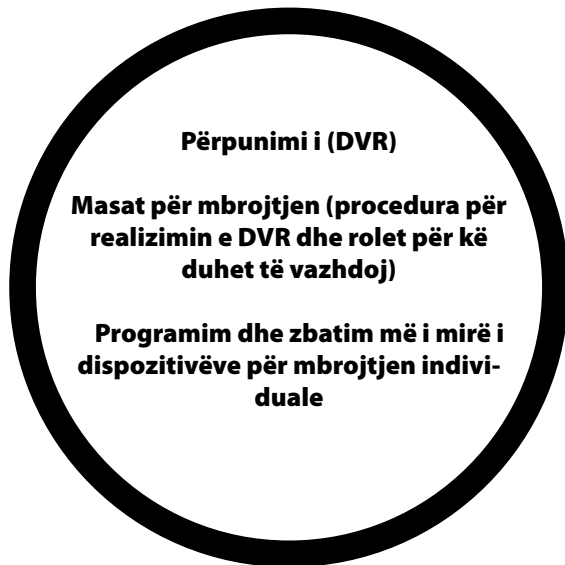 Përpunimi i (DVR)
Masat për mbrojtjen (procedura për
realizimin e DVR dhe rolet për kë
duhet të vazhdoj)
Programim dhe zbatim më i mirë i
dispozitivëve për mbrojtjen indivi-
duale